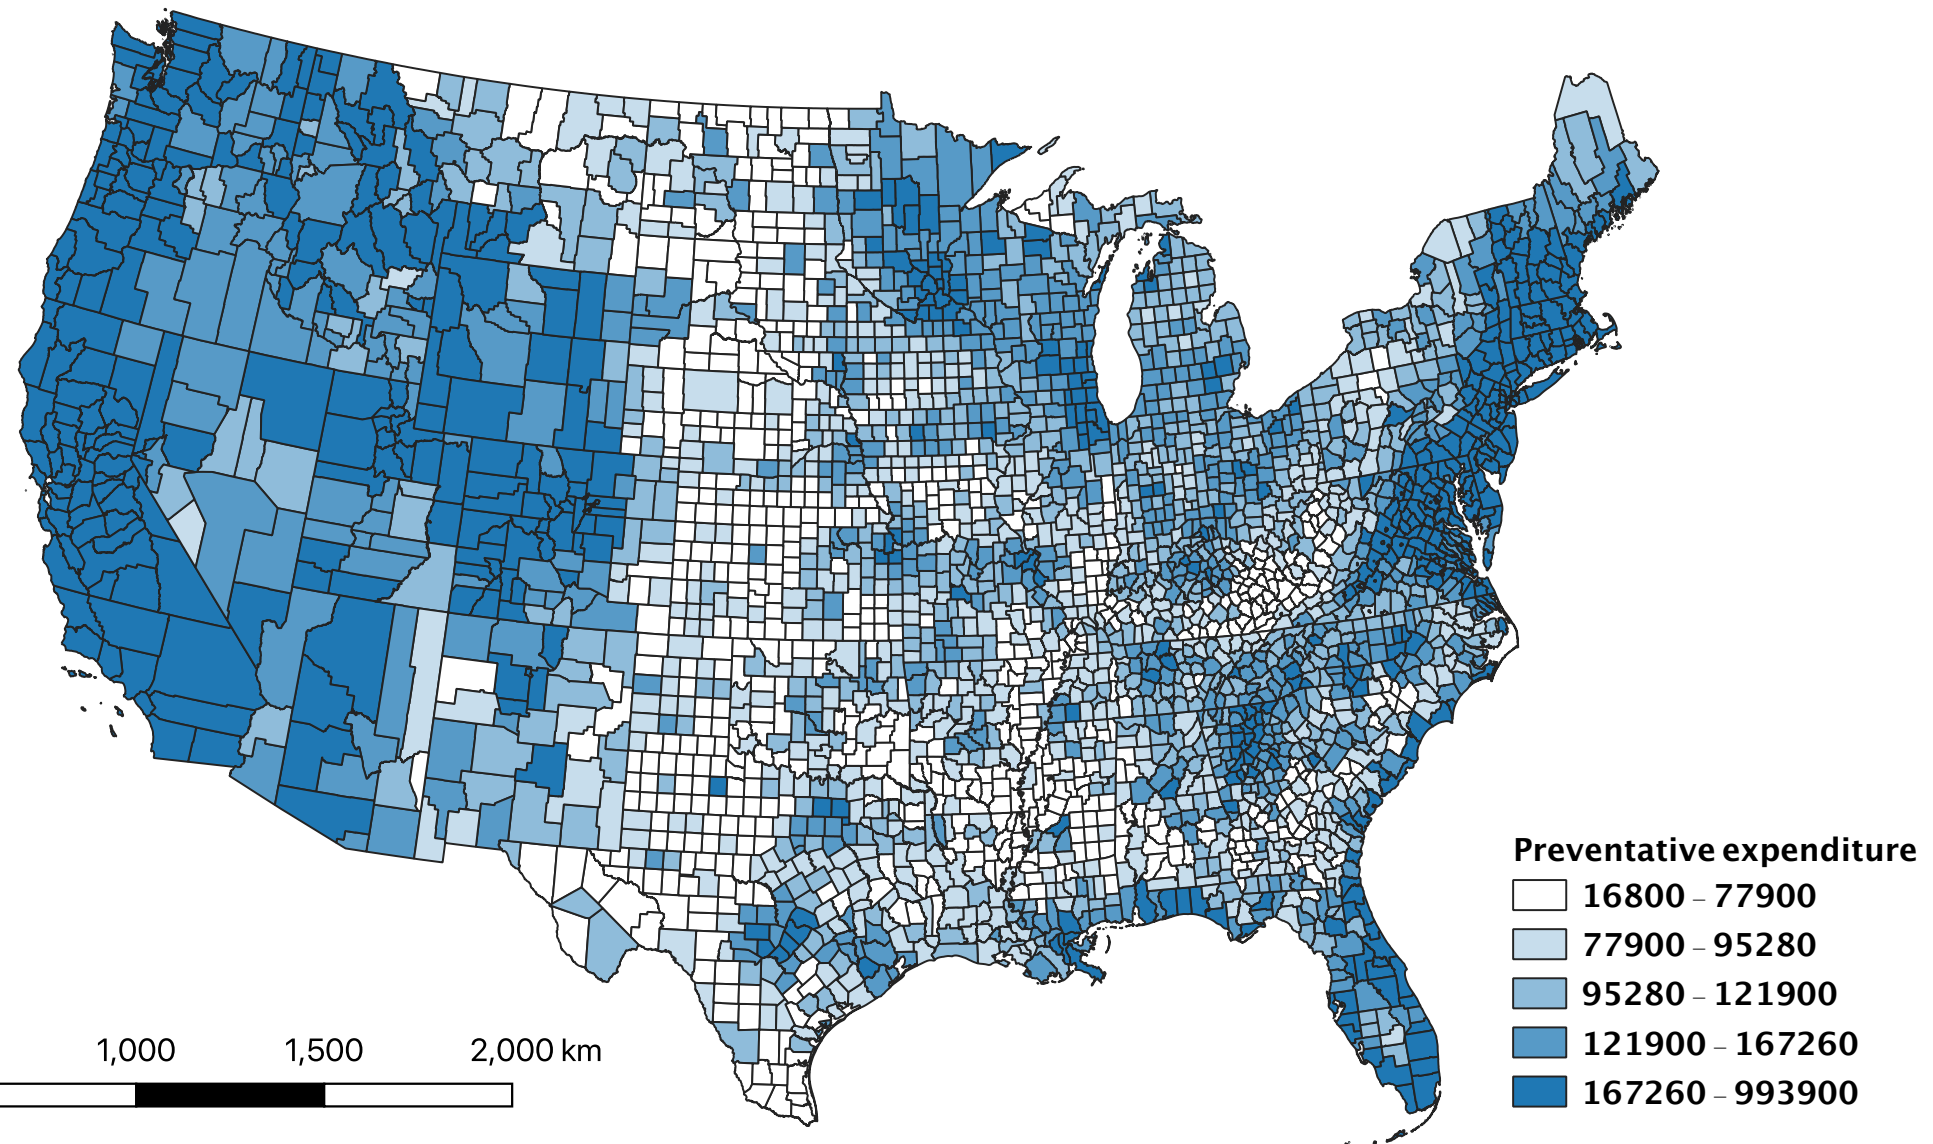 Preventative expenditure
16800 – 77900
77900 – 95280
95280 – 121900
121900 – 167260
167260 – 993900
1,000 1,500 2,000 km